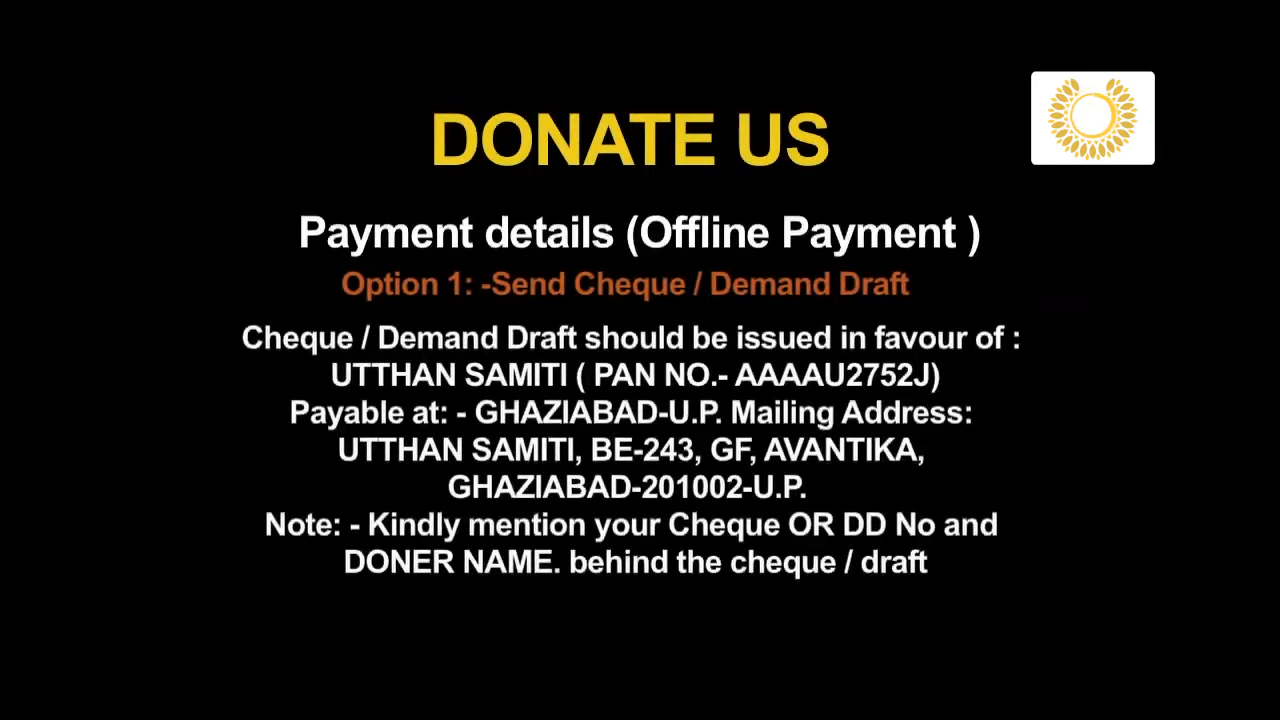 DONATE US
Payment details (Offline Payment )
Option 1: -Send Cheque / Demand Draft
Cheque / Demand Draft should be issued in favour of :
UTTHAN SAMITI ( PAN NO.- AAAAU2752J)
Payable at: - GHAZIABAD-U.P. Mailing Address:
UTTHAN SAMITI, BE-243, GF, AVANTIKA,
GHAZIABAD-201002-U.P.
Note: - Kindly mention your Cheque OR DD No and
DONER NAME. behind the cheque / draft